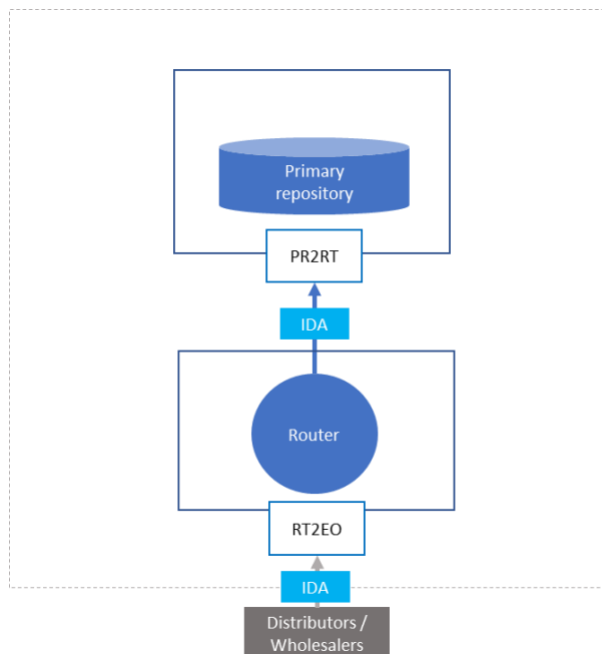 Primary
repository
PR2RT
IDA
Router
RT2EO
IDA
Distributors /
Wholesalers